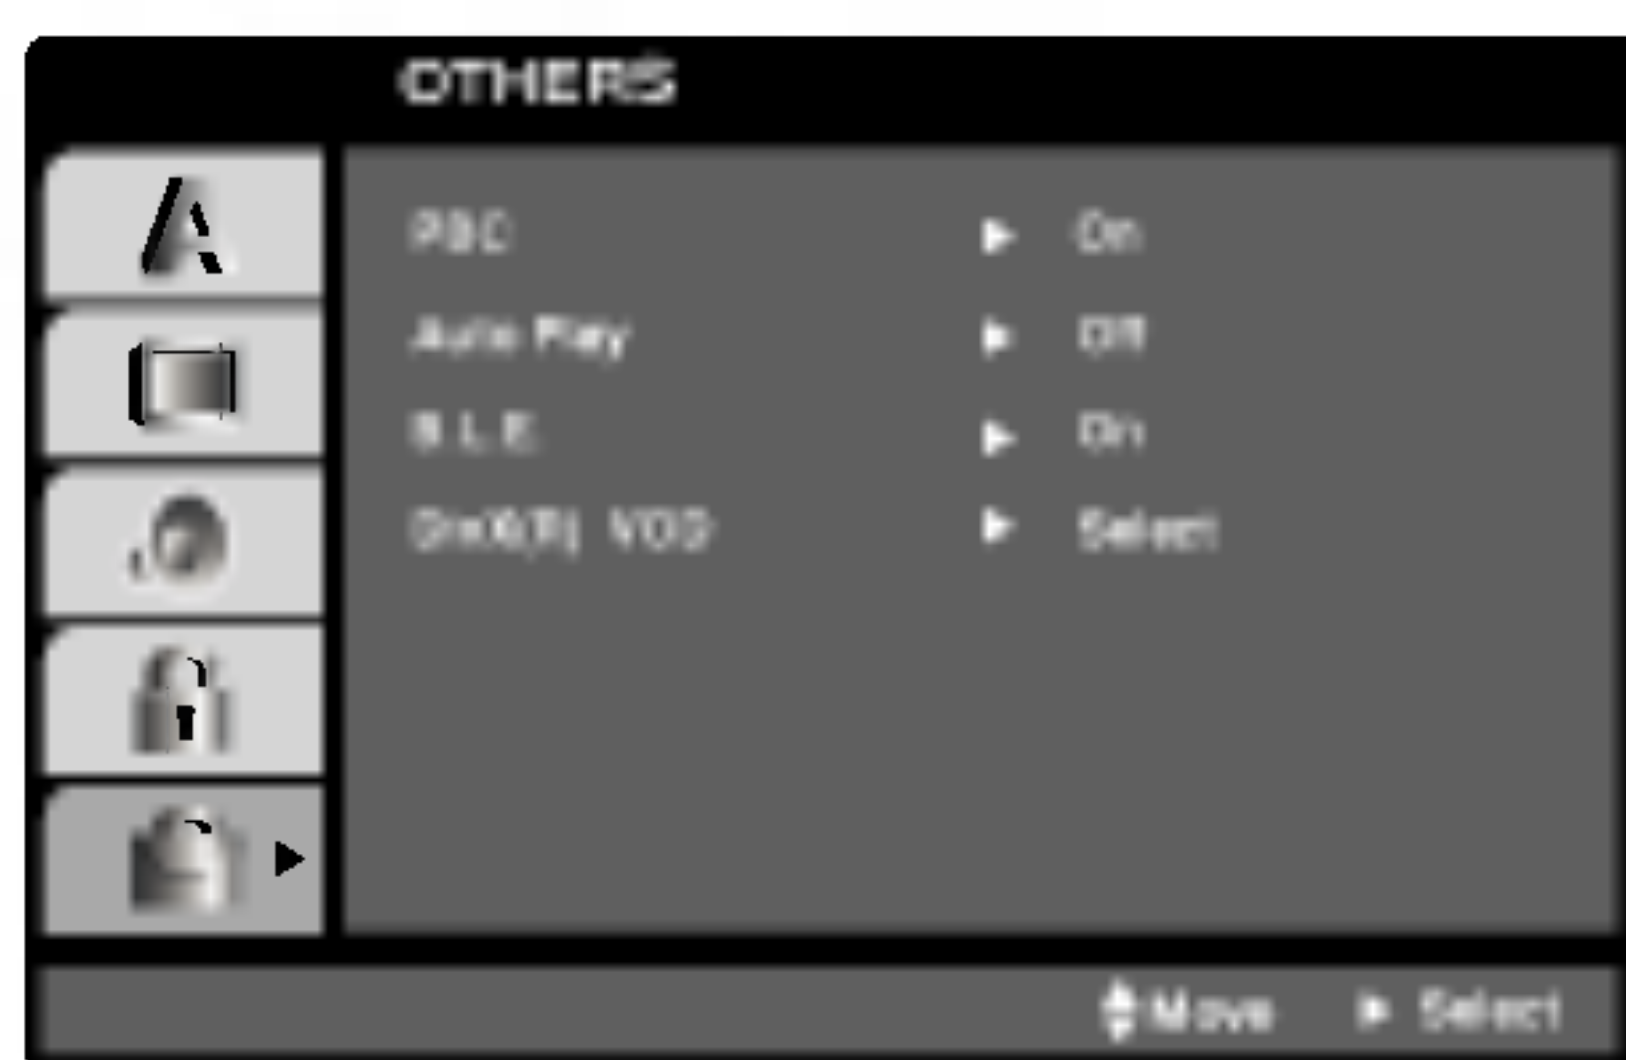 OTHERS
PBC On
Auto Play Off
B.L.E. On
DivX(R) VOD Select
Move Select